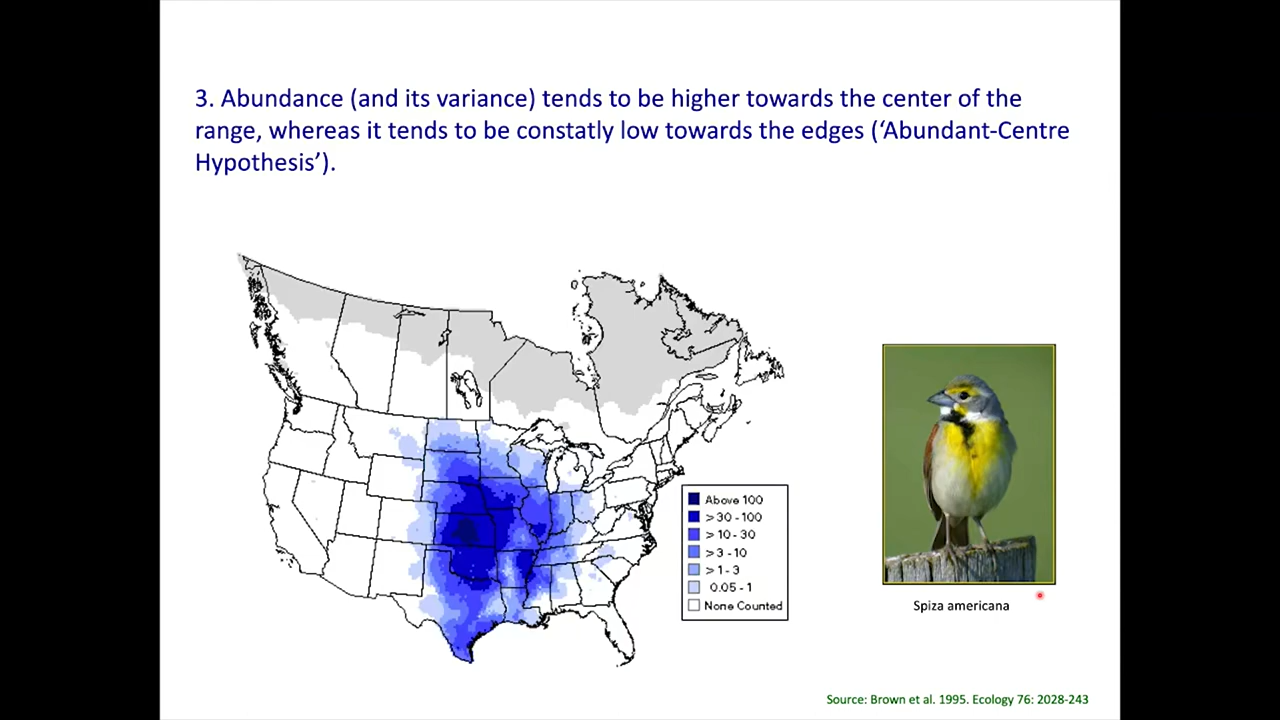 3. Abundance (and its variance) tends to be higher towards the center of the
range, whereas it tends to be constatly low towards the edges (‘Abundant-Centre
Hypothesis’).
Above 100
>30 - 100
>10 - 30
>3 - 10
>1 - 3
0.05 - 1
None Counted
Spiza americana
Source: Brown et al. 1995. Ecology 76: 2028-243